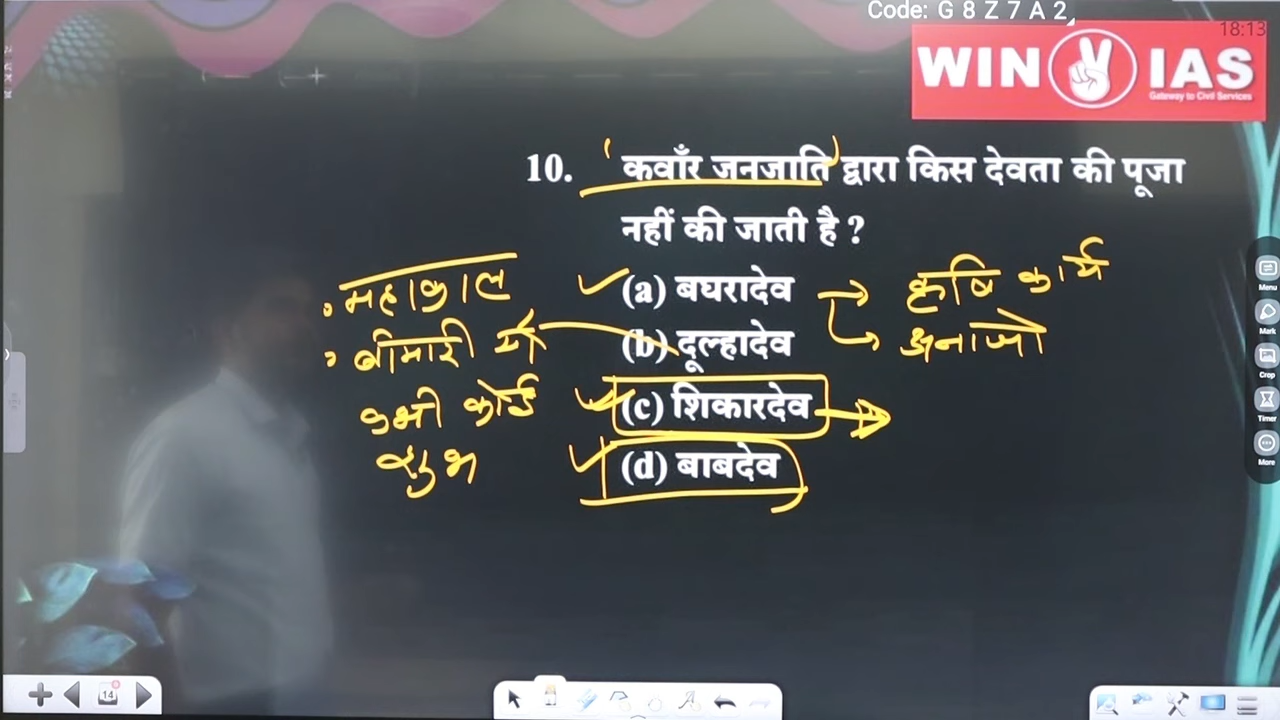 Code: G 8 Z 7 A 2
18:13
WIN IAS
Gateway to Civil Services
10. कवाँर जनजाति द्वारा किस देवता की पूजा
नहीं की जाती है ?
महाकाल (a) बघरादेव कृषि कार्य
बीमारी में (b) दूल्हादेव अनाजो
कभी कोई (c) शिकारदेव
शुभ (d) बाबदेव
Menu
Mark
Crop
Timer
More
14